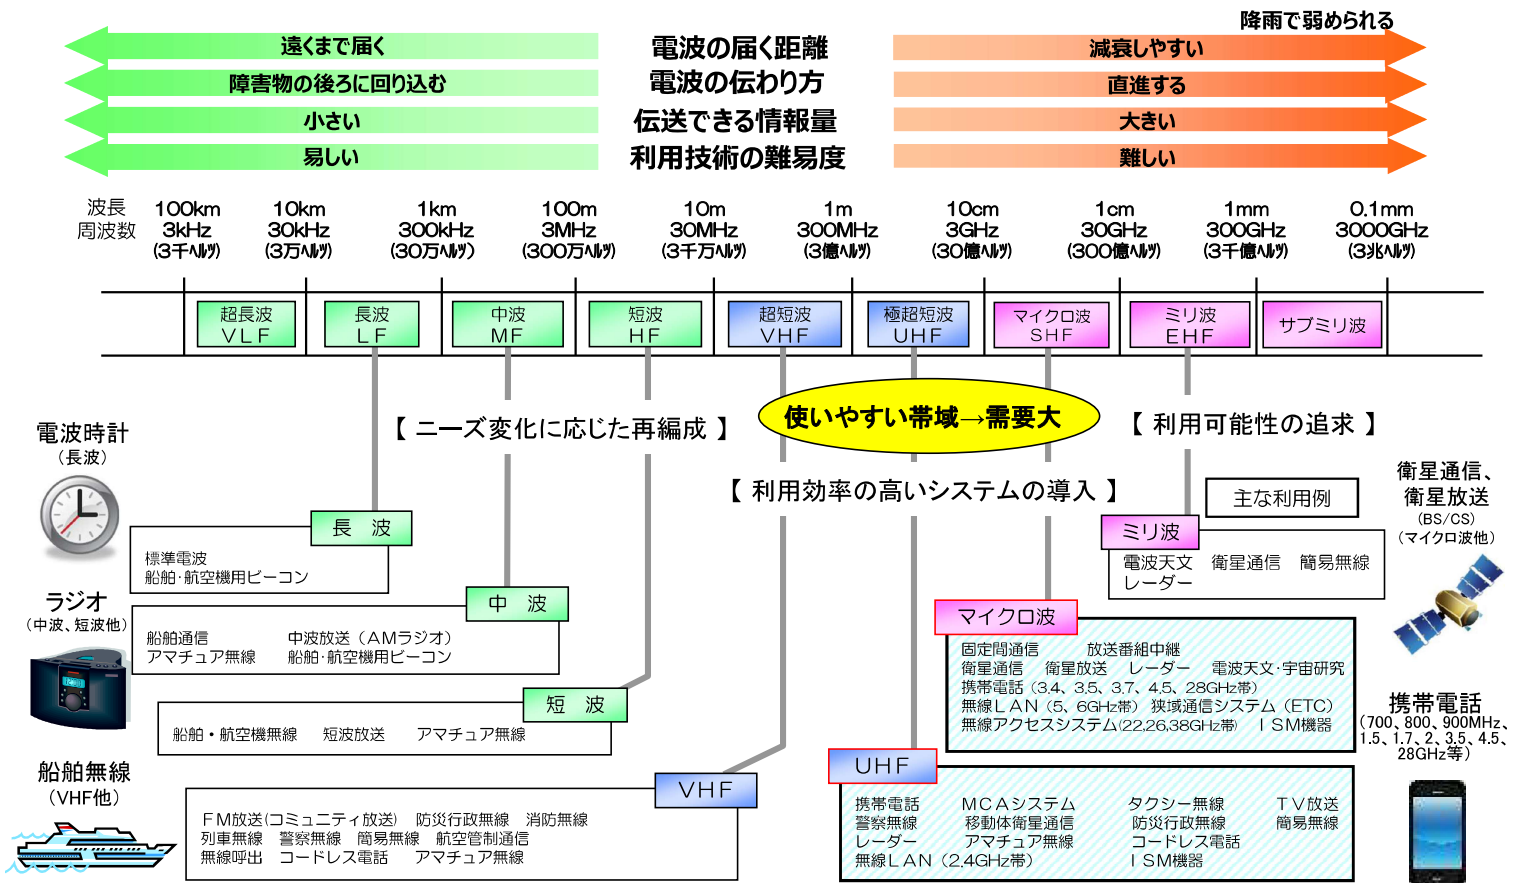 降雨で弱められる
遠くまで届く 電波の届く距離 減衰しやすい
障害物の後ろに回り込む 電波の伝わり方 直進する
小さい 伝送できる情報量 大きい
易しい 利用技術の難易度 難しい
波長 100km 10km 1km 100m 10m 1m 10cm 1cm 1mm 0.1mm
周波数 3kHz 30kHz 300kHz 3MHz 30MHz 300MHz 3GHz 30GHz 300GHz 3000GHz
(3千ﾍﾙﾂ) (3万ﾍﾙﾂ) (30万ﾍﾙﾂ) (300万ﾍﾙﾂ) (3千万ﾍﾙﾂ) (3億ﾍﾙﾂ) (30億ﾍﾙﾂ) (300億ﾍﾙﾂ) (3千億ﾍﾙﾂ) (3兆ﾍﾙﾂ)
超長波 長波 中波 短波 超短波 極超短波 マイクロ波 ミリ波 サブミリ波
VLF LF MF HF VHF UHF SHF EHF
【 ニーズ変化に応じた再編成 】
使いやすい帯域→需要大
【 利用可能性の追求 】
【 利用効率の高いシステムの導入 】
主な利用例
電波時計
(長波)
長 波
標準電波
船舶・航空機用ビーコン
ラジオ
(中波、短波他)
中 波
船舶通信 中波放送（AMラジオ）
アマチュア無線 船舶・航空機用ビーコン
短 波
船舶・航空機無線 短波放送 アマチュア無線
船舶無線
(VHF他)
VHF
FM放送(コミュニティ放送) 防災行政無線 消防無線
列車無線 警察無線 簡易無線 航空管制通信
無線呼出 コードレス電話 アマチュア無線
衛星通信、
衛星放送
(BS/CS)
(マイクロ波他)
ミリ波
電波天文 衛星通信 簡易無線
レーダー
マイクロ波
固定間通信 放送番組中継
衛星通信 衛星放送 レーダー 電波天文・宇宙研究
携帯電話（3.4、3.5、3.7、4.5、28GHz帯）
無線LAN（5、6GHz帯）狭域通信システム（ETC）
無線アクセスシステム(22,26,38GHz帯) ISM機器
携帯電話
(700、800、900MHz、
1.5、1.7、2、3.5、4.5、
28GHz等)
UHF
携帯電話 MCAシステム タクシー無線 TV放送
警察無線 移動体衛星通信 防災行政無線 簡易無線
レーダー アマチュア無線 コードレス電話
無線LAN（2.4GHz帯） ISM機器